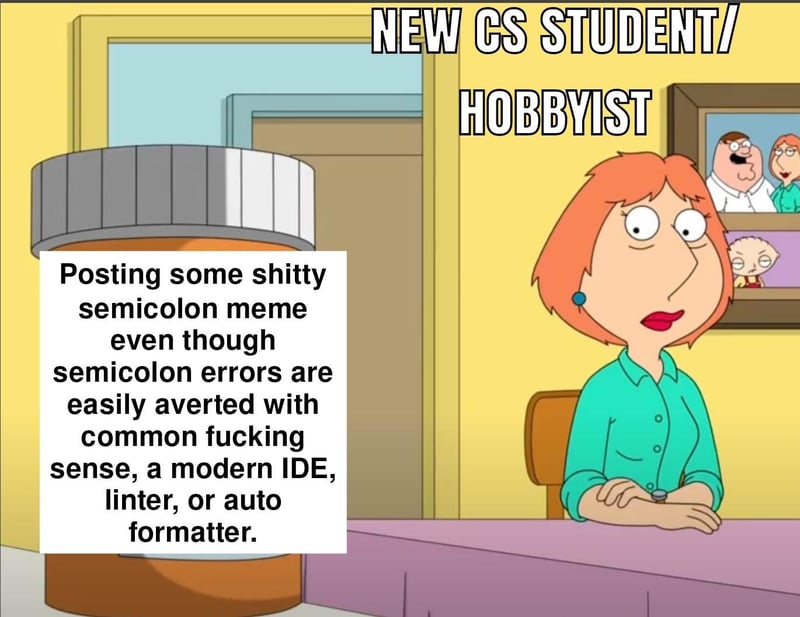 NEW CS STUDENT/
HOBBYIST
Posting some shitty
semicolon meme
even though
semicolon errors are
easily averted with
common fucking
sense, a modern IDE,
linter, or auto
formatter.